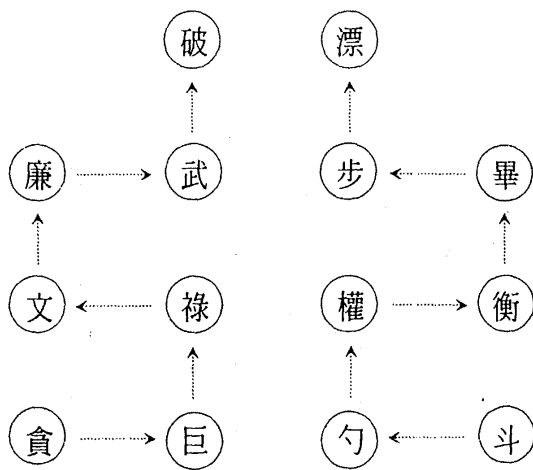 破 漂
廉 武 步 畢
文 祿 權 衡
貪 巨 勺 斗